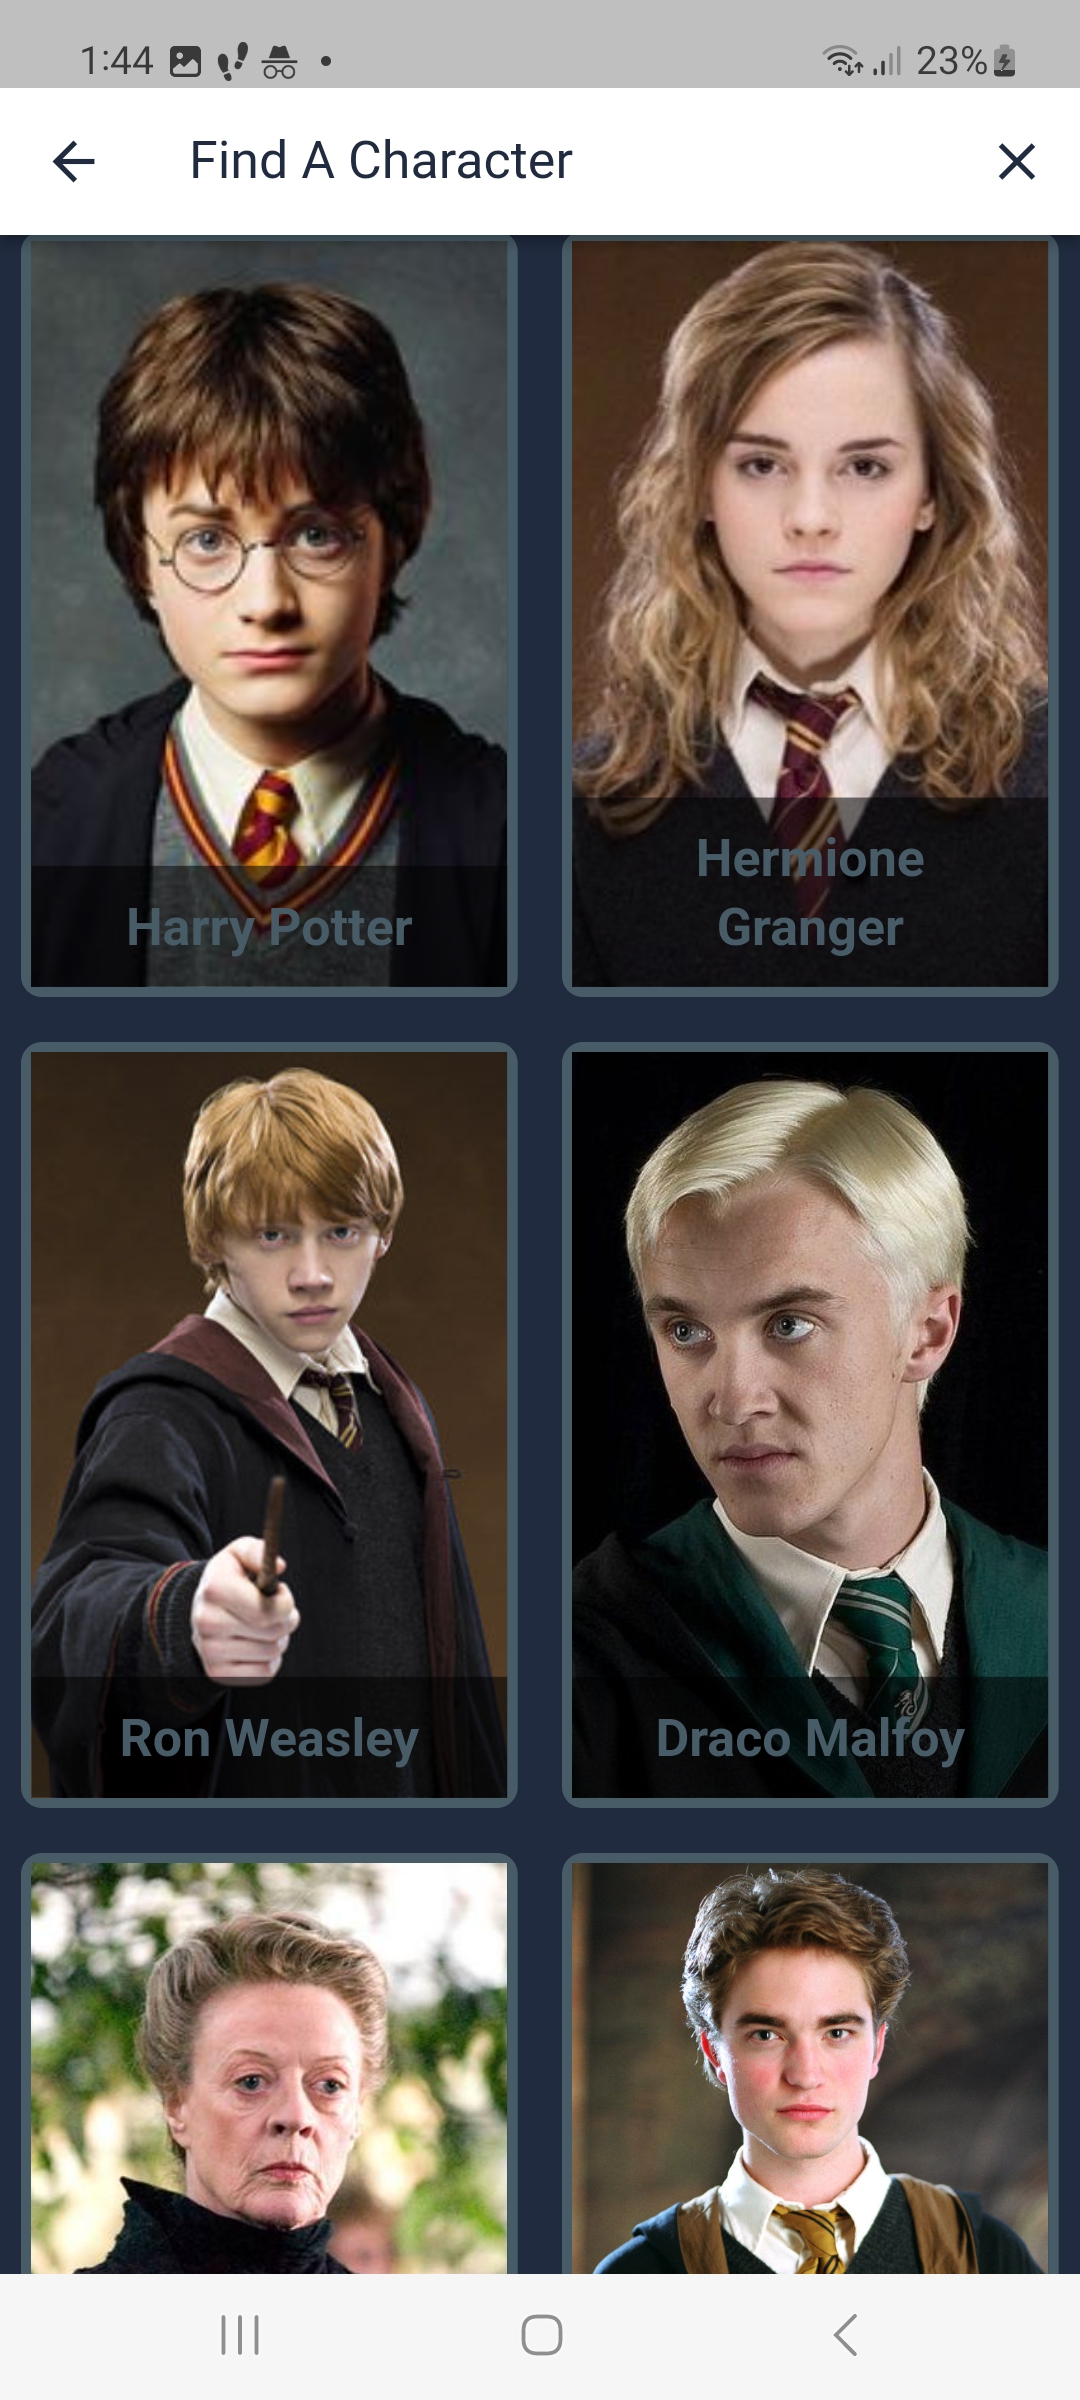 1:44
23%
Find A Character
Harry Potter
Hermione
Granger
Ron Weasley
Draco Malfoy